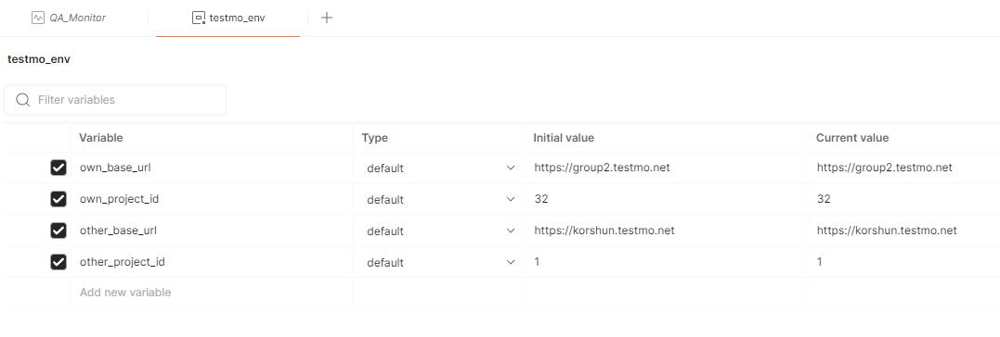 QA_Monitor testmo_env
testmo_env
Filter variables
Variable Type Initial value Current value
own_base_url default https://group2.testmo.net https://group2.testmo.net
own_project_id default 32 32
other_base_url default https://korshun.testmo.net https://korshun.testmo.net
other_project_id default 1 1
Add new variable